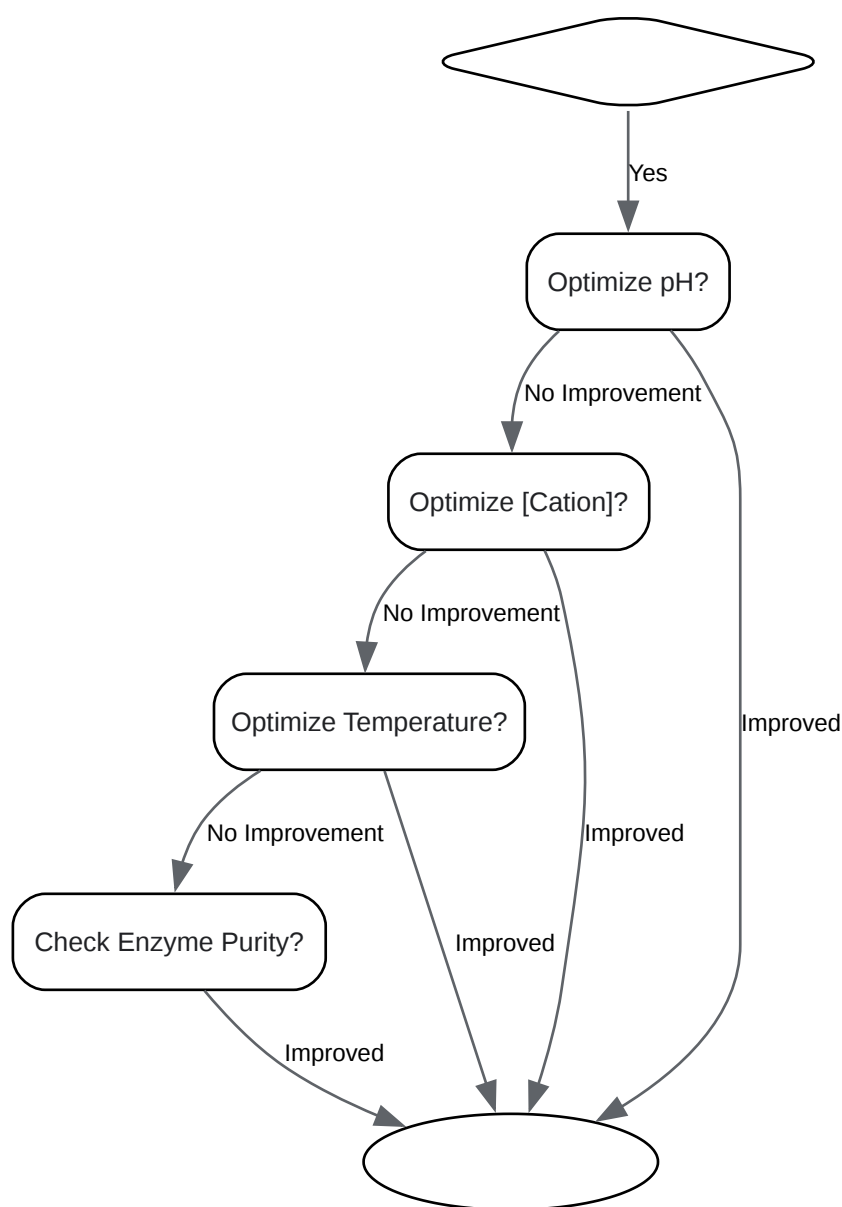 Yes
Optimize pH?
No Improvement
Optimize [Cation]?
No Improvement
Optimize Temperature?
Improved
No Improvement
Improved
Check Enzyme Purity?
Improved
Improved